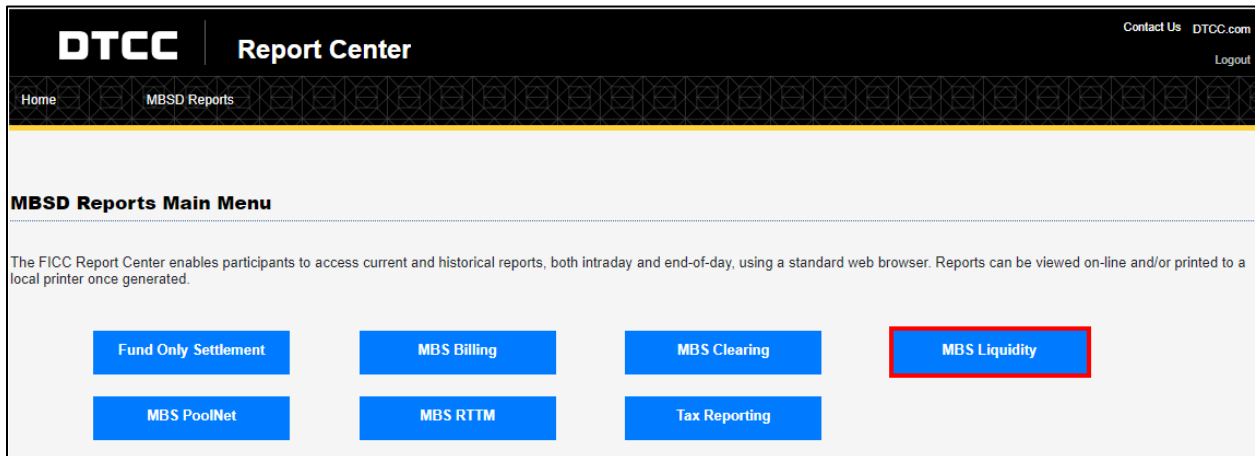 DTCC
Report Center
Contact Us DTCC.com
Logout
Home MBSD Reports
MBSD Reports Main Menu
The FICC Report Center enables participants to access current and historical reports, both intraday and end-of-day, using a standard web browser. Reports can be viewed on-line and/or printed to a
local printer once generated.
Fund Only Settlement MBS Billing MBS Clearing MBS Liquidity
MBS PoolNet MBS RTTM Tax Reporting